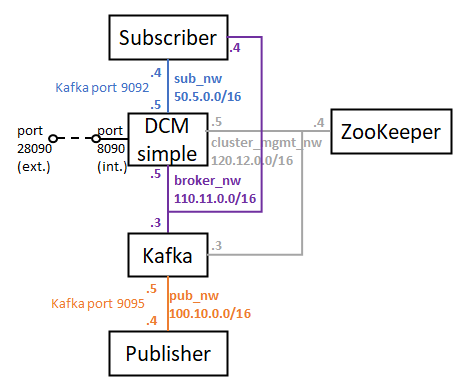 Subscriber
.4
.4
sub_nw
Kafka port 9092
50.5.0.0/16
.5
.5
.4
port
port
DCM
simple
ZooKeeper
28090
8090
cluster_mgmt_nw
(ext.)
(int.)
120.12.0.0/16
.5
broker_nw
110.11.0.0/16
.3
Kafka
.3
.5
pub_nw
Kafka port 9095
100.10.0.0/16
.4
Publisher